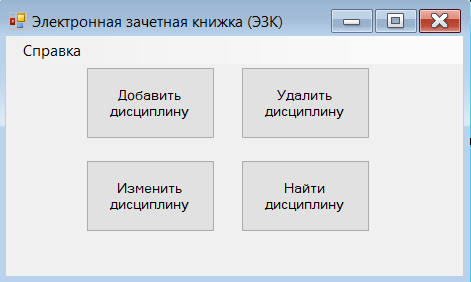 Электронная зачетная книжка (ЭЗК)
Справка
Добавить
дисциплину
Удалить
дисциплину
Изменить
дисциплину
Найти
дисциплину